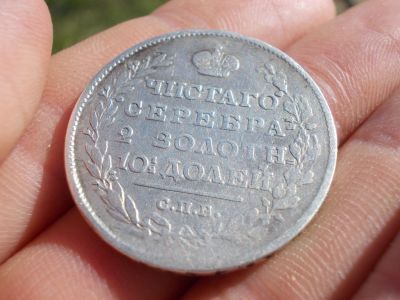 ЧИСТАГО
СЕРЕБРА
2 ЗОЛОТН.
10½ ДОЛЕЙ
С.П.Б.